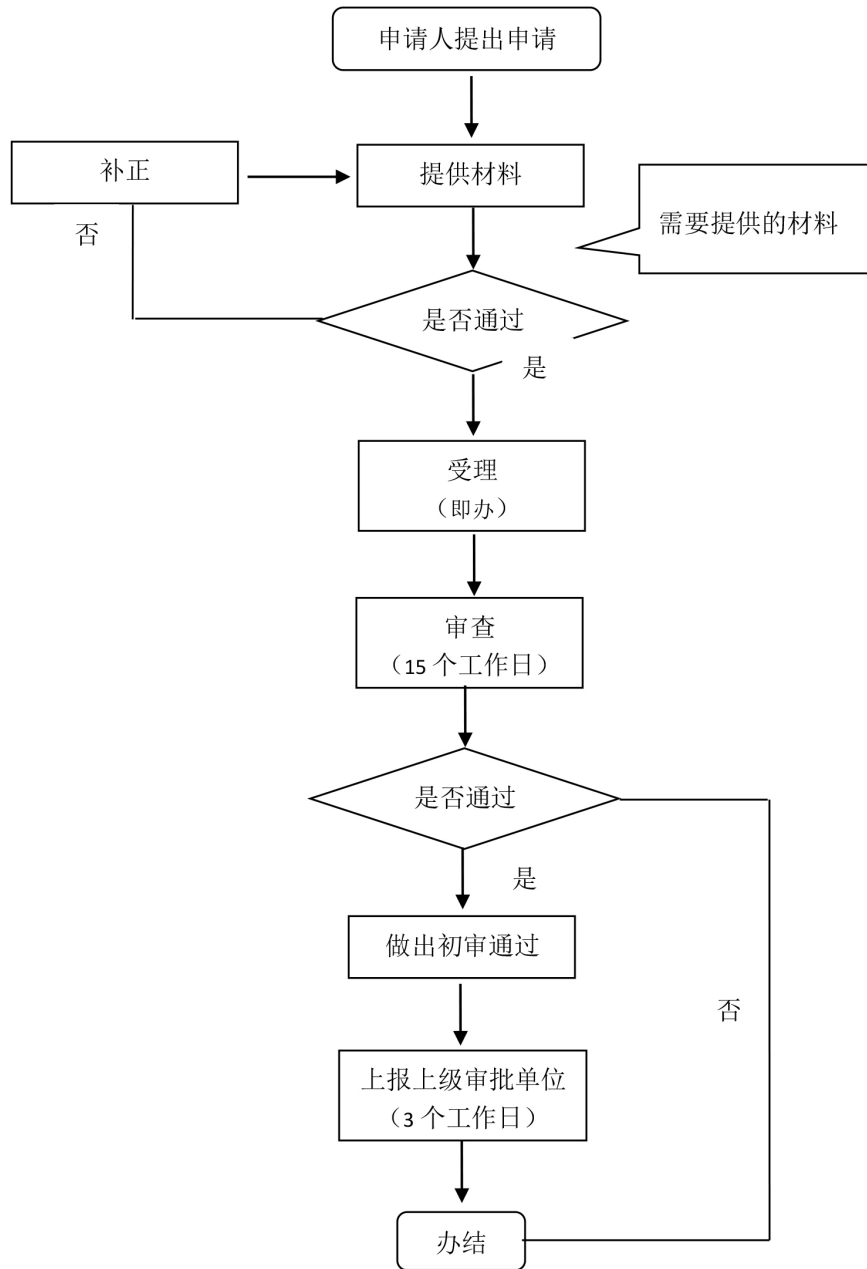 申请人提出申请
补正
提供材料
需要提供的材料
否
是否通过
是
受理
（即办）
审查
（15 个工作日）
是否通过
是
做出初审通过
否
上报上级审批单位
（3 个工作日）
办结